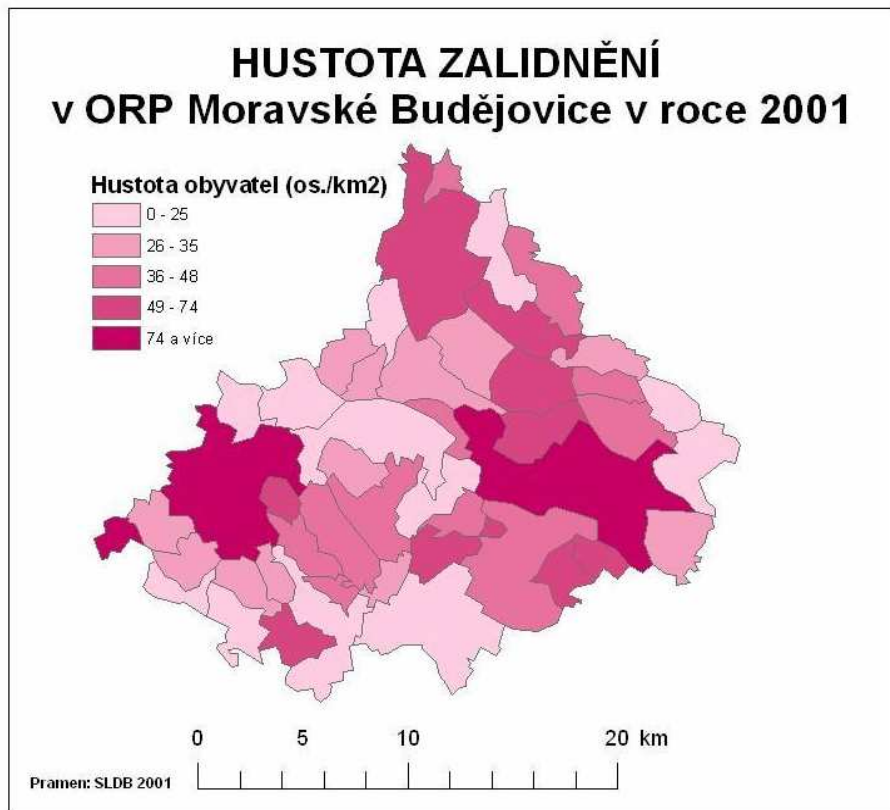 HUSTOTA ZALIDNĚNÍ
v ORP Moravské Budějovice v roce 2001
Hustota obyvatel (os./km2)
0 - 25
26 - 35
36 - 48
49 - 74
74 a více
0 5 10 20 km
Pramen: SLDB 2001